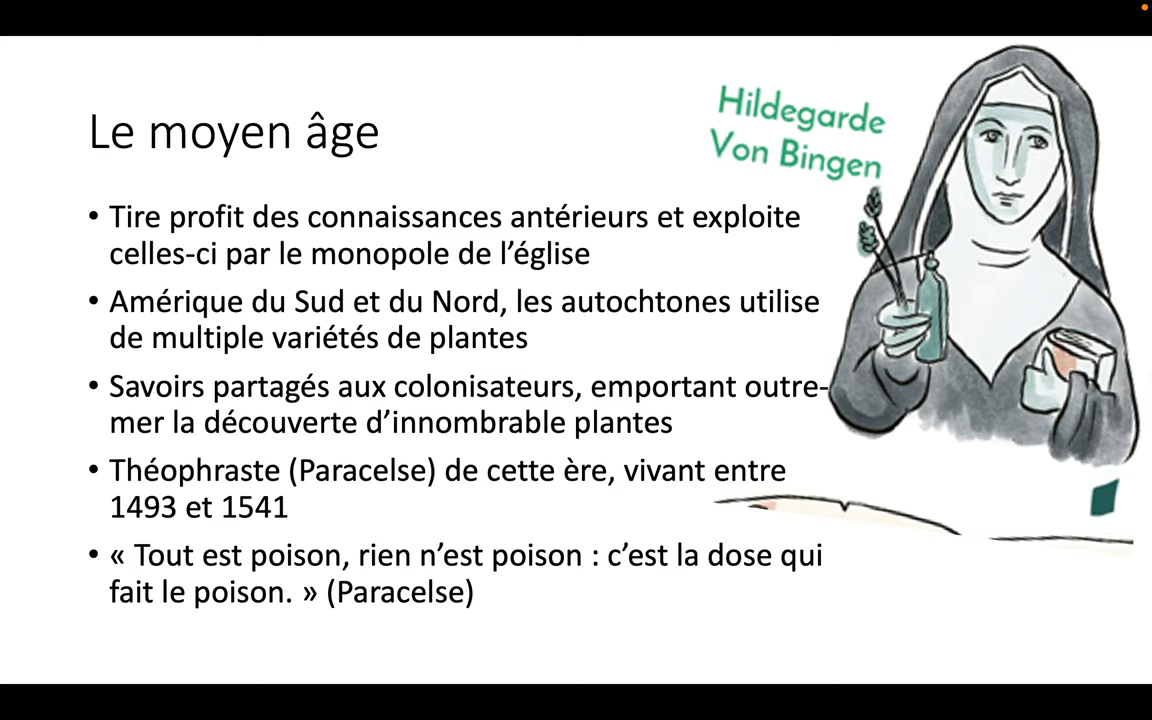 Hildegarde
Von Bingen
Le moyen âge
• Tire profit des connaissances antérieurs et exploite
celles-ci par le monopole de l’église
• Amérique du Sud et du Nord, les autochtones utilise
de multiple variétés de plantes
• Savoirs partagés aux colonisateurs, emportant outre-
mer la découverte d’innombrable plantes
• Théophraste (Paracelse) de cette ère, vivant entre
1493 et 1541
• « Tout est poison, rien n’est poison : c’est la dose qui
fait le poison. » (Paracelse)